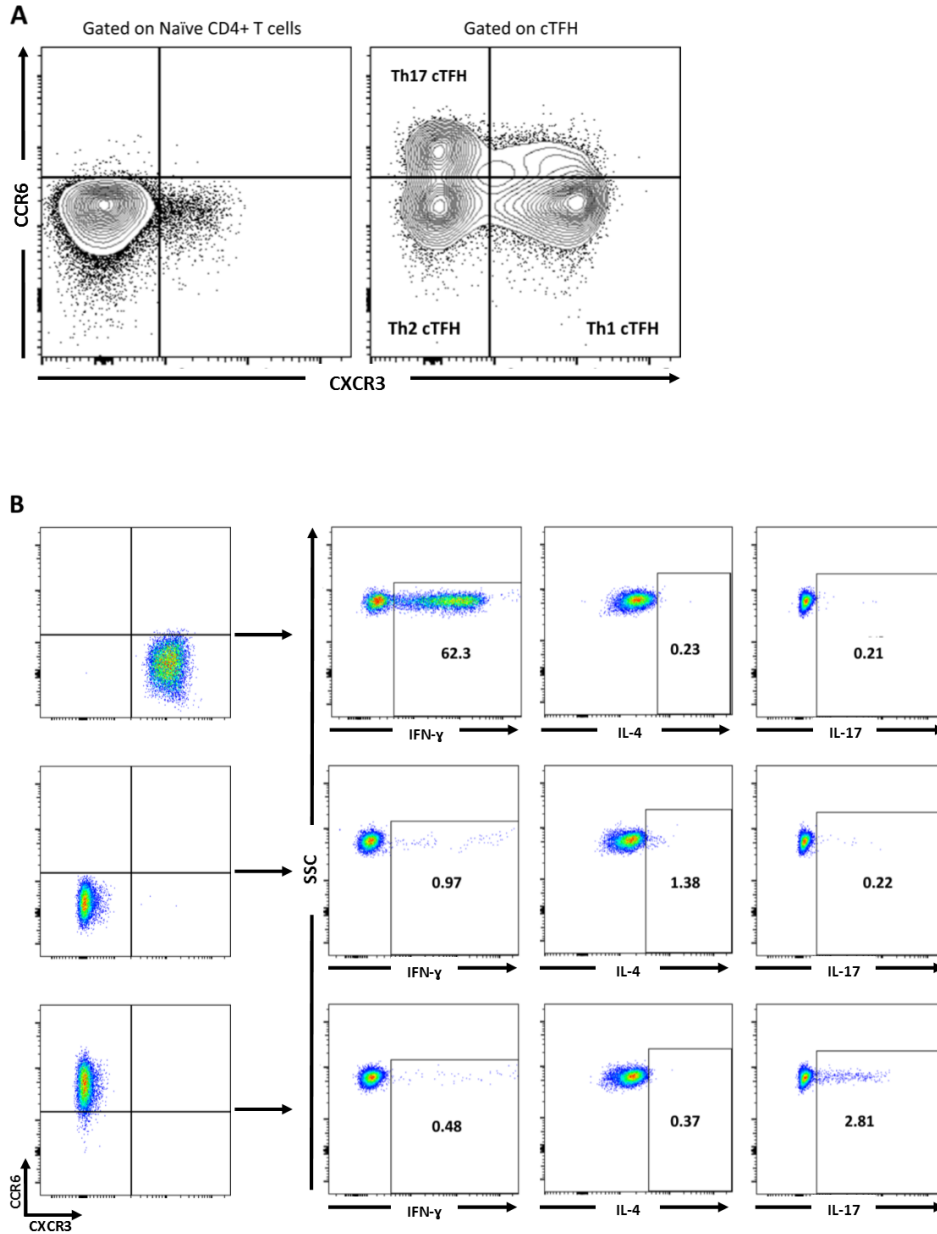 A
Gated on Naïve CD4+ T cells
Gated on cTFH
Th17 cTFH
CCR6
Th2 cTFH
Th1 cTFH
CXCR3
B
62.3
0.23
0.21
IFN-ɣ
IL-4
IL-17
SSC
0.97
1.38
0.22
IFN-ɣ
IL-4
IL-17
0.48
0.37
2.81
CCR6
CXCR3
IFN-ɣ
IL-4
IL-17